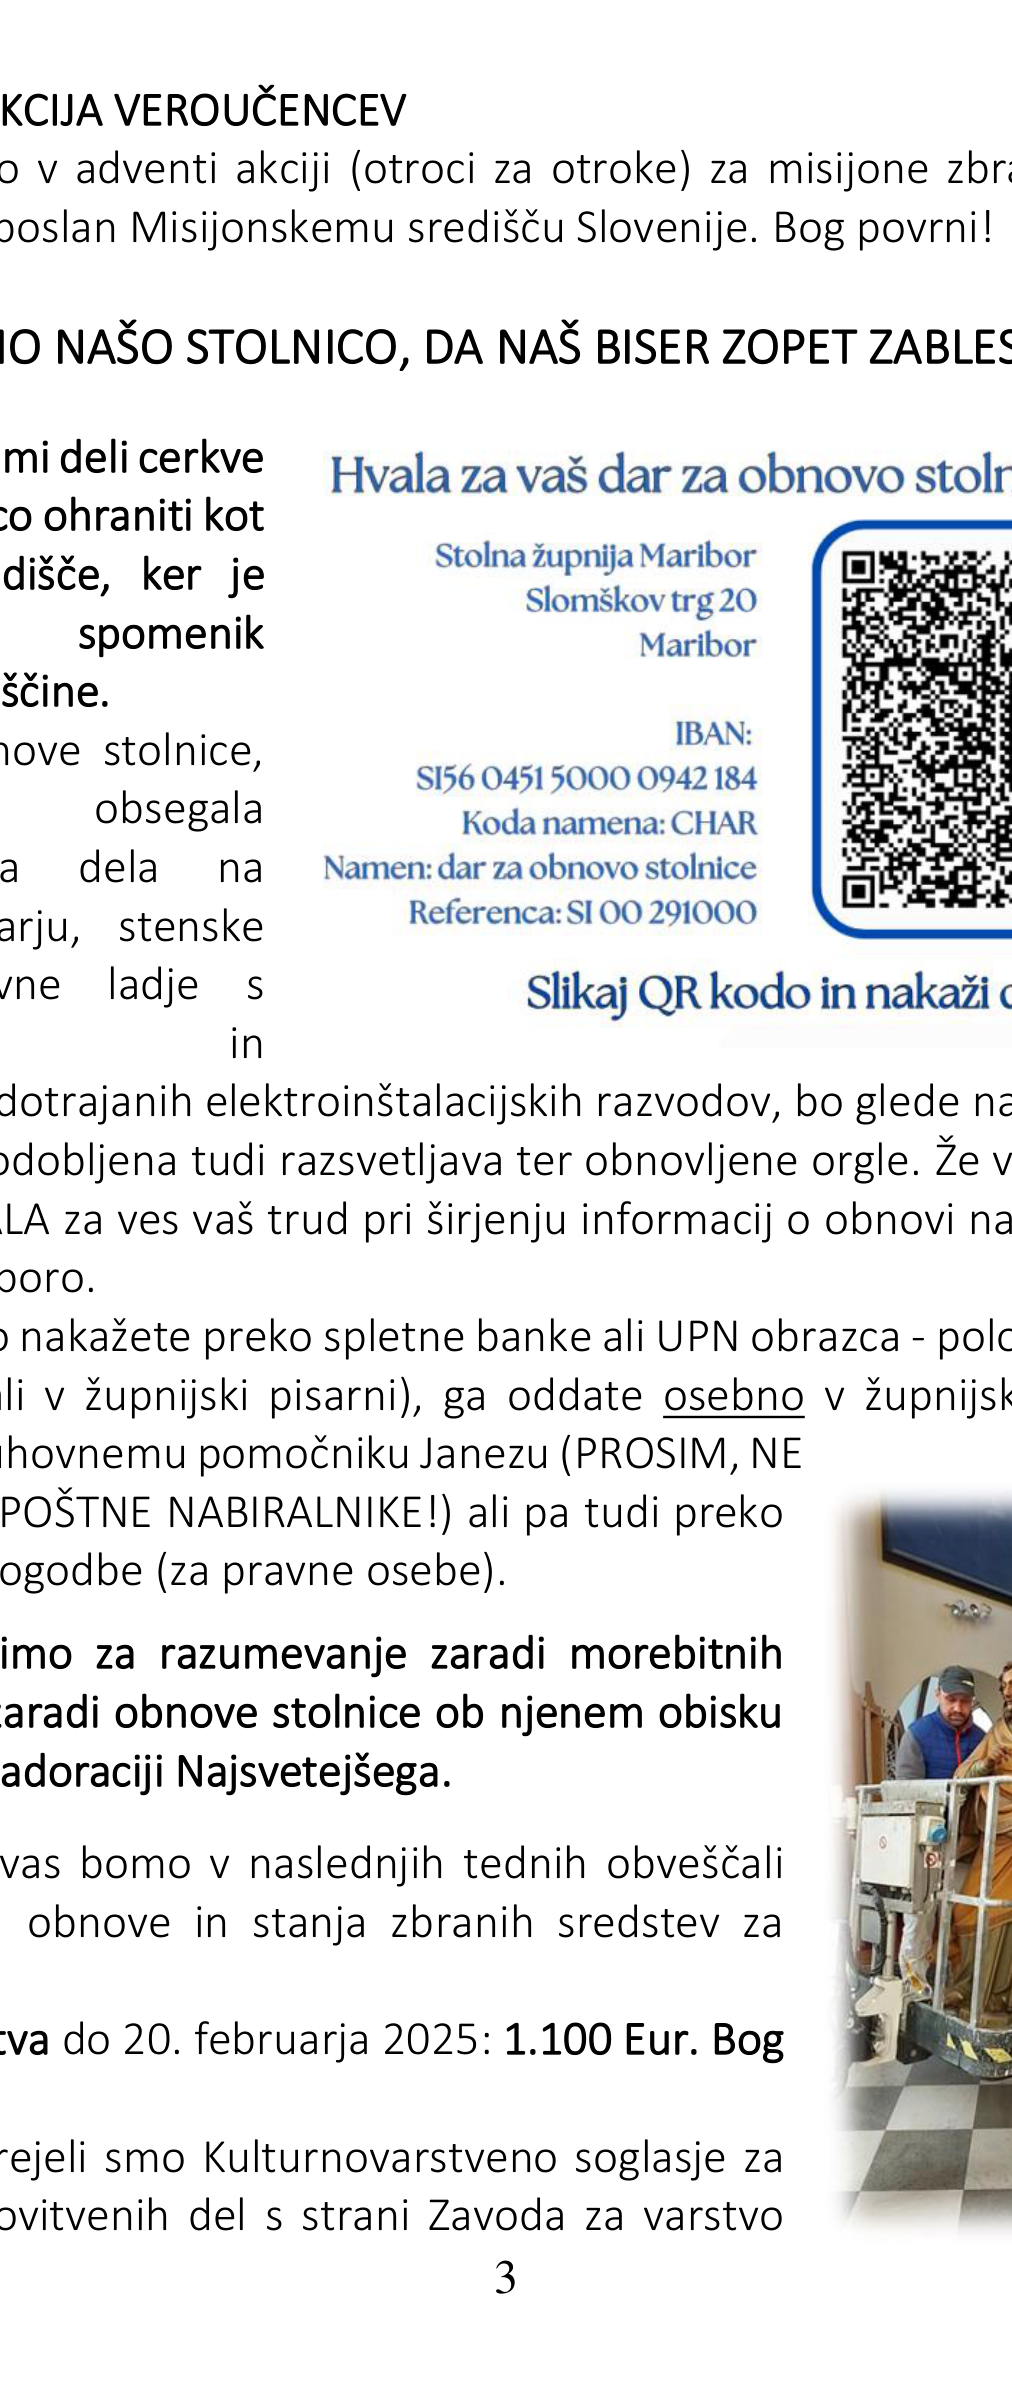 KCIJA VEROUČENCEV
o v adventi akciji (otroci za otroke) za misijone zbra
poslan Misijonskemu središču Slovenije. Bog povrni!
NO NAŠO STOLNICO, DA NAŠ BISER ZOPET ZABLES
mi deli cerkve
co ohraniti kot
dišče, ker je
spomenik
ščine.
nove stolnice,
obsegala
a dela na
arju, stenske
vne ladje s
in
Hvala za vaš dar za obnovo stoln
Stolna župnija Maribor
Slomškov trg 20
Maribor
IBAN:
SI56 0451 5000 0942 184
Koda namena: CHAR
Namen: dar za obnovo stolnice
Referenca: SI 00 291000
Slikaj QR kodo in nakaži d
dotrajanih elektroinštalacijskih razvodov, bo glede na
odobljena tudi razsvetljava ter obnovljene orgle. Že v
ALA za ves vaš trud pri širjenju informacij o obnovi na
poro.
o nakažete preko spletne banke ali UPN obrazca - polo
ali v župnijski pisarni), ga oddate osebno v župnijsk
uhovnemu pomočniku Janezu (PROSIM, NE
POŠTNE NABIRALNIKE!) ali pa tudi preko
ogodbe (za pravne osebe).
imo za razumevanje zaradi morebitnih
zaradi obnove stolnice ob njenem obisku
adoraciji Najsvetejšega.
vas bomo v naslednjih tednih obveščali
obnove in stanja zbranih sredstev za
tva do 20. februarja 2025: 1.100 Eur. Bog
rejeli smo Kulturnovarstveno soglasje za
ovitvenih del s strani Zavoda za varstvo
3